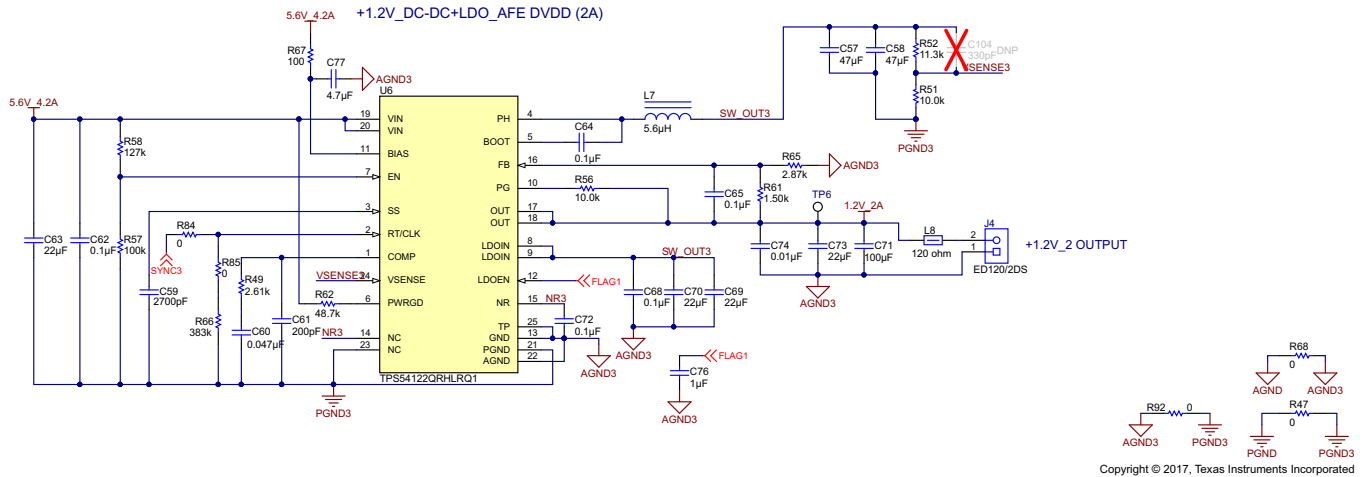 +1.2V_DC-DC+LDO_AFE DVDD (2A)
5.6V_4.2A
R67
100
C77
4.7µF
AGND3
5.6V_4.2A
U6
19 VIN
20 VIN
11 BIAS
7 EN
3 SS
2 RT/CLK
1 COMP
24 VSENSE
6 PWRGD
14 NC
23 NC
PH 4
BOOT 5
FB 16
PG 10
OUT 17
OUT 18
LDOIN 8
LDOIN 9
LDOEN 12
NR 15
TP 25
GND 13
PGND 21
AGND 22
TPS54122QRHLRQ1
R58
127k
R57
100k
C63
22µF
C62
0.1µF
R84
0
SYNC3
C59
2700pF
R85
0
R66
383k
R49
2.61k
C60
0.047µF
C61
200pF
VSENSE3
R62
48.7k
NR3
PGND3
C64
0.1µF
L7
5.6µH
SW_OUT3
C57
47µF
C58
47µF
R52
11.3k
C104
330pF
DNP
VSENSE3
R51
10.0k
PGND3
R65
2.87k
AGND3
R56
10.0k
C65
0.1µF
R61
1.50k
TP6
1.2V_2A
C74
0.01µF
C73
22µF
C71
100µF
AGND3
L8
120 ohm
J4
2
1
ED120/2DS
+1.2V_2 OUTPUT
SW_OUT3
FLAG1
C68
0.1µF
C70
22µF
C69
22µF
AGND3
NR3
C72
0.1µF
AGND3
FLAG1
C76
1µF
AGND3
R68
0
AGND
AGND3
R92 0
AGND3
PGND3
R47
0
PGND
PGND3
Copyright © 2017, Texas Instruments Incorporated